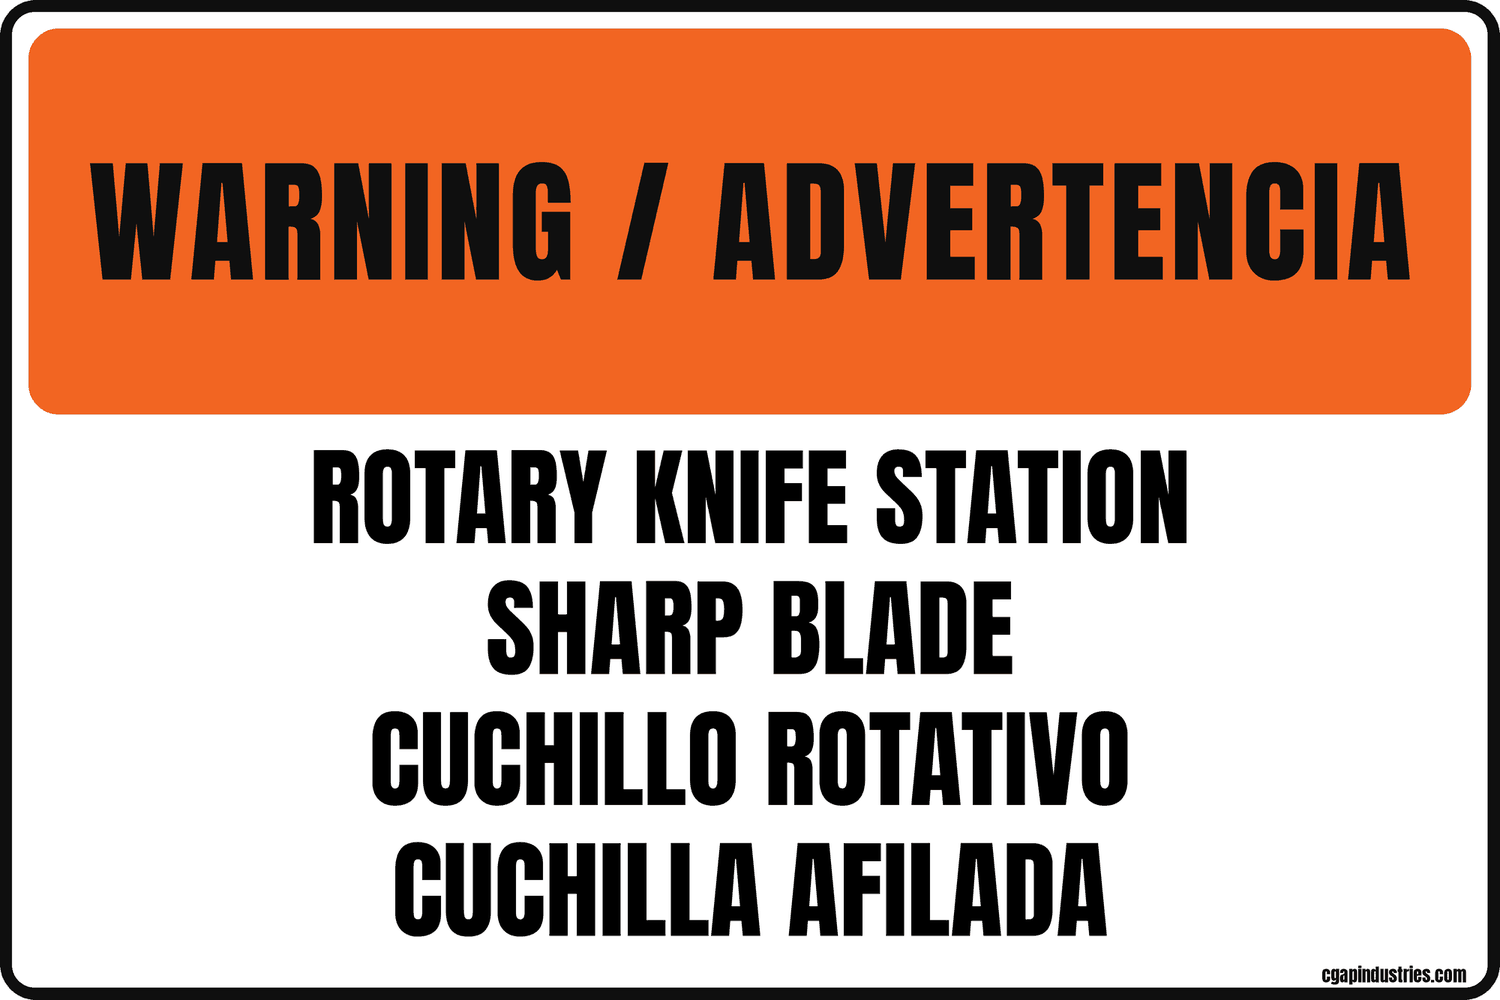 WARNING / ADVERTENCIA
ROTARY KNIFE STATION
SHARP BLADE
CUCHILLO ROTATIVO
CUCHILLA AFILADA
cgapindustries.com